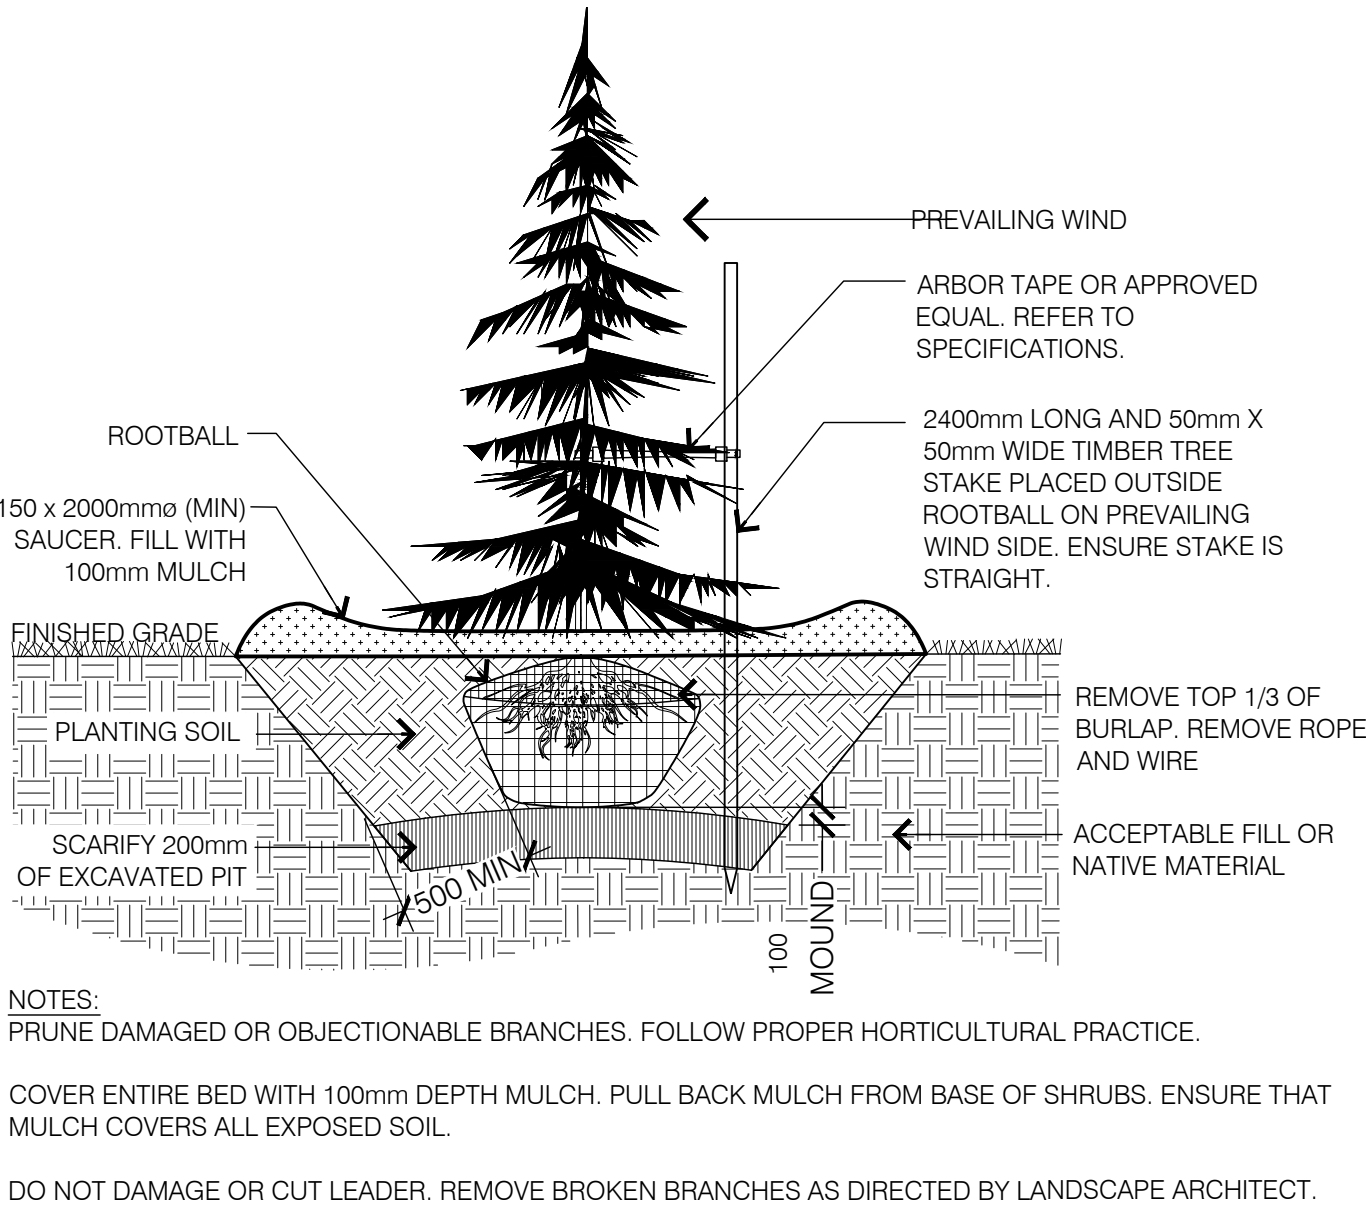 PREVAILING WIND
ARBOR TAPE OR APPROVED
EQUAL. REFER TO
SPECIFICATIONS.
2400mm LONG AND 50mm X
50mm WIDE TIMBER TREE
STAKE PLACED OUTSIDE
ROOTBALL ON PREVAILING
WIND SIDE. ENSURE STAKE IS
STRAIGHT.
ROOTBALL
150 x 2000mmø (MIN)
SAUCER. FILL WITH
100mm MULCH
FINISHED GRADE
PLANTING SOIL
SCARIFY 200mm
OF EXCAVATED PIT
500 MIN
REMOVE TOP 1/3 OF
BURLAP. REMOVE ROPE
AND WIRE
ACCEPTABLE FILL OR
NATIVE MATERIAL
100
MOUND
NOTES:
PRUNE DAMAGED OR OBJECTIONABLE BRANCHES. FOLLOW PROPER HORTICULTURAL PRACTICE.
COVER ENTIRE BED WITH 100mm DEPTH MULCH. PULL BACK MULCH FROM BASE OF SHRUBS. ENSURE THAT
MULCH COVERS ALL EXPOSED SOIL.
DO NOT DAMAGE OR CUT LEADER. REMOVE BROKEN BRANCHES AS DIRECTED BY LANDSCAPE ARCHITECT.